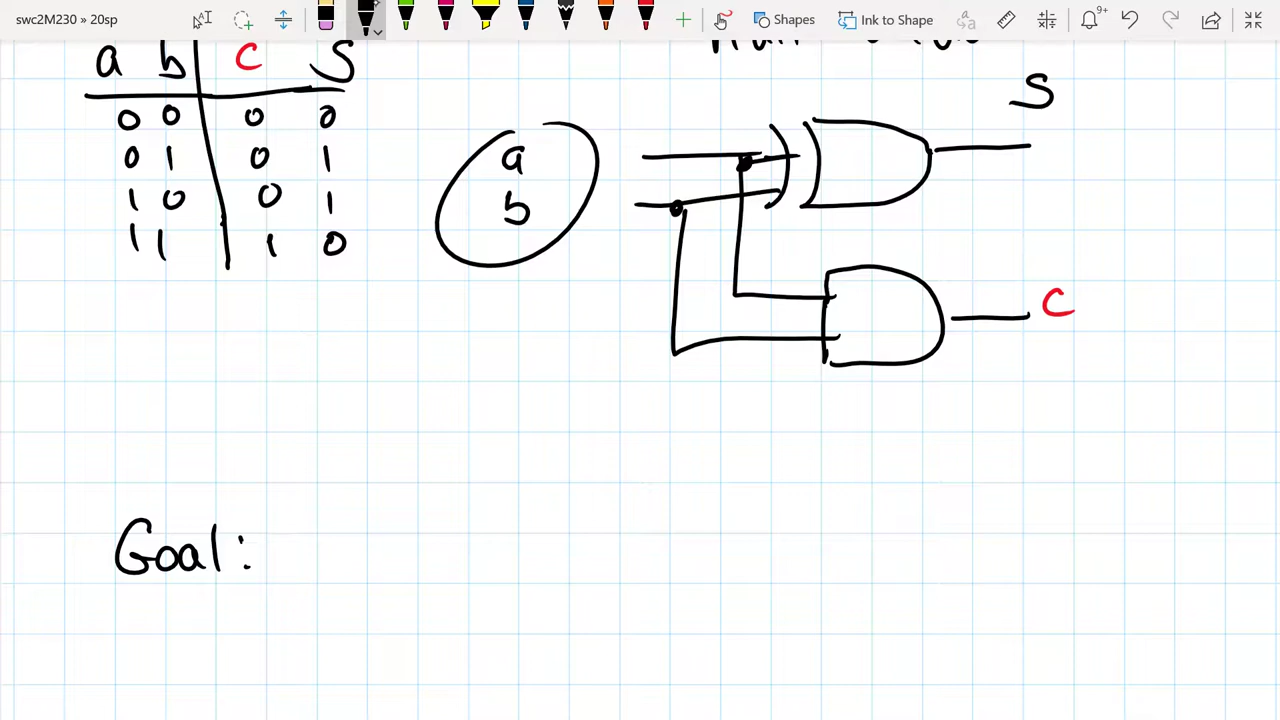 swc2M230 » 20sp
Shapes
Ink to Shape
9+
a b c S
0 0 0 0
0 1 0 1
1 0 0 1
1 1 1 0
a
b
S
c
Goal: